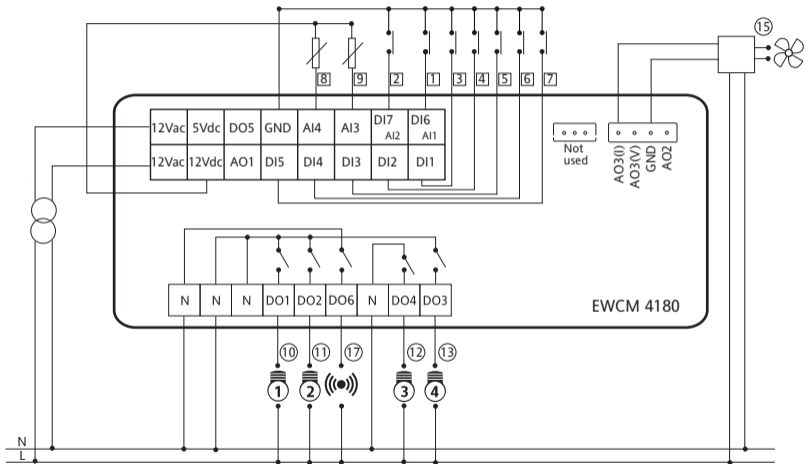 15
8 9 2 1 3 4 5 6 7
12Vac 5Vdc DO5 GND AI4 AI3 DI7 AI2 DI6 AI1
12Vac 12Vdc AO1 DI5 DI4 DI3 DI2 DI1
Not
used
AO3(I)
AO3(V)
GND
AO2
N N N DO1 DO2 DO6 N DO4 DO3
EWCM 4180
10 11 17 12 13
1 2 3 4
N
L